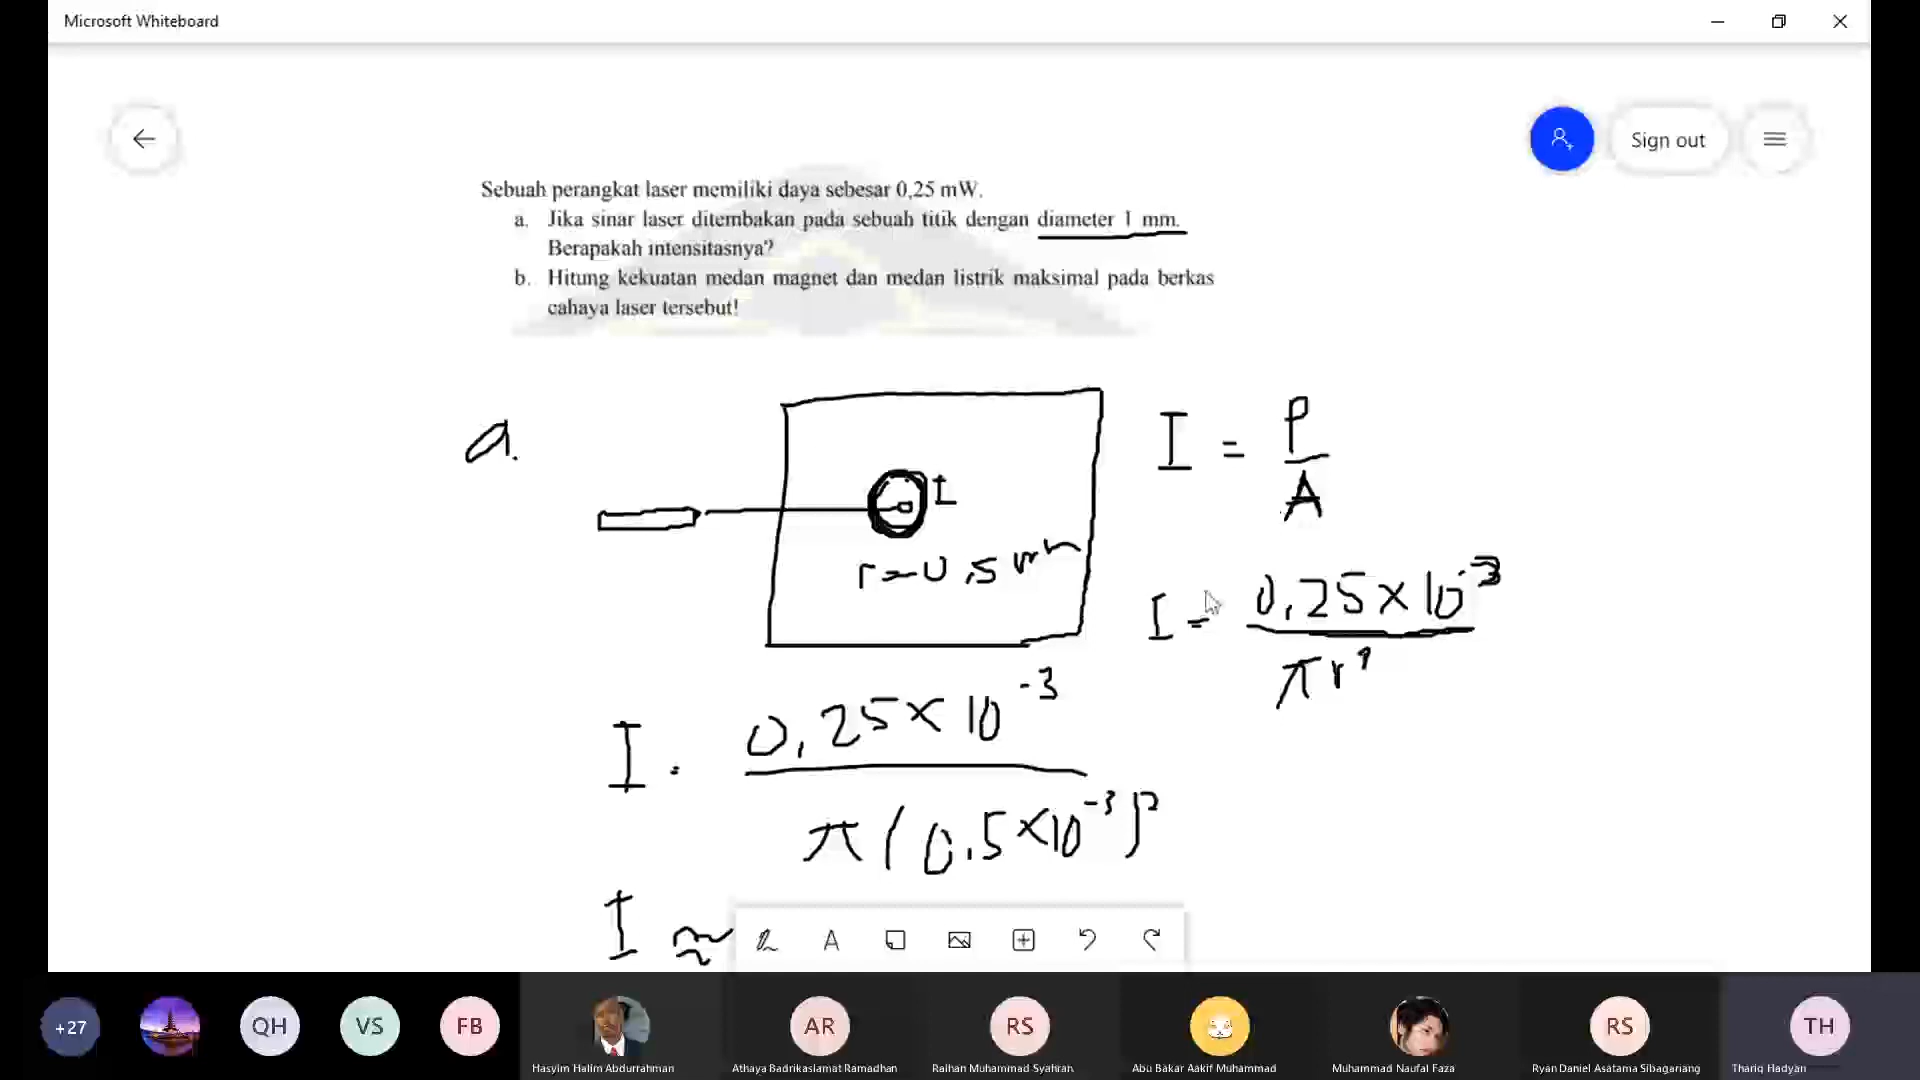 Microsoft Whiteboard
Sign out
Sebuah perangkat laser memiliki daya sebesar 0,25 mW.
a. Jika sinar laser ditembakan pada sebuah titik dengan diameter 1 mm.
Berapakah intensitasnya?
b. Hitung kekuatan medan magnet dan medan listrik maksimal pada berkas
cahaya laser tersebut!
a.
I
r = 0,5 mm
I = P/A
I = 0,25 × 10⁻³
π r²
I = 0,25 × 10⁻³
π (0,5 × 10⁻³)²
I ≈
A
+27
QH
VS
FB
AR
RS
RS
TH
Hasyim Halim Abdurrahman
Athaya Badrikaslamat Ramadhan
Raihan Muhammad Syahran.
Abu Bakar Aakif Muhammad
Muhammad Naufal Faza
Ryan Daniel Asatama Sibagariang
Thariq Hadyan